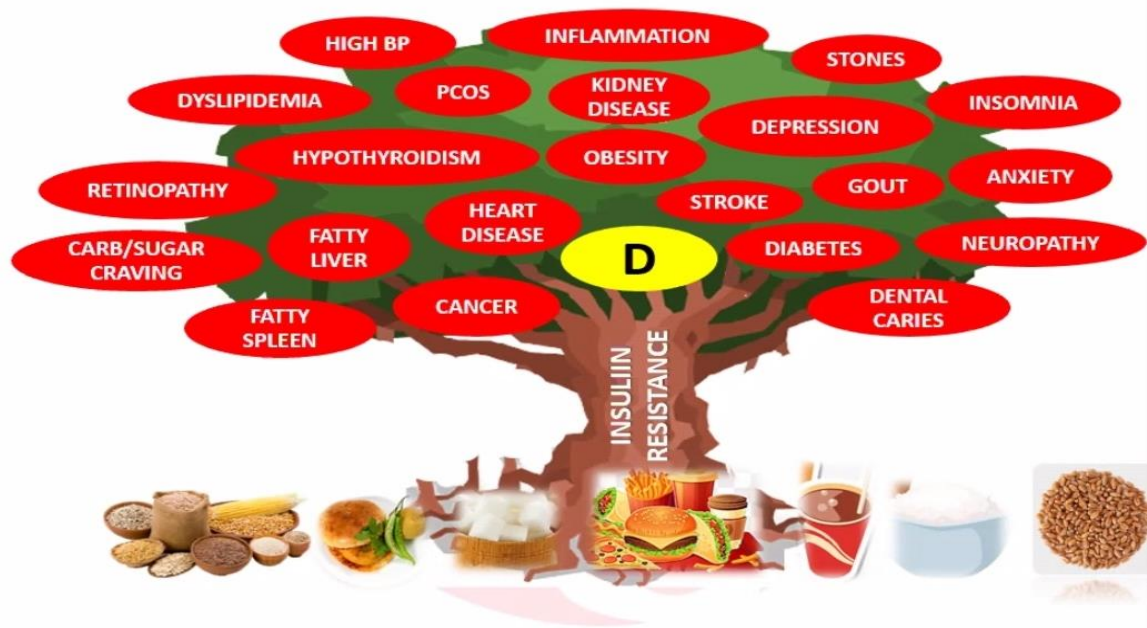 HIGH BP
INFLAMMATION
STONES
DYSLIPIDEMIA
PCOS
KIDNEY
DISEASE
DEPRESSION
INSOMNIA
HYPOTHYROIDISM
OBESITY
RETINOPATHY
STROKE
GOUT
ANXIETY
CARB/SUGAR
CRAVING
FATTY
LIVER
HEART
DISEASE
D
DIABETES
NEUROPATHY
FATTY
SPLEEN
CANCER
DENTAL
CARIES
INSULIIN
RESISTANCE